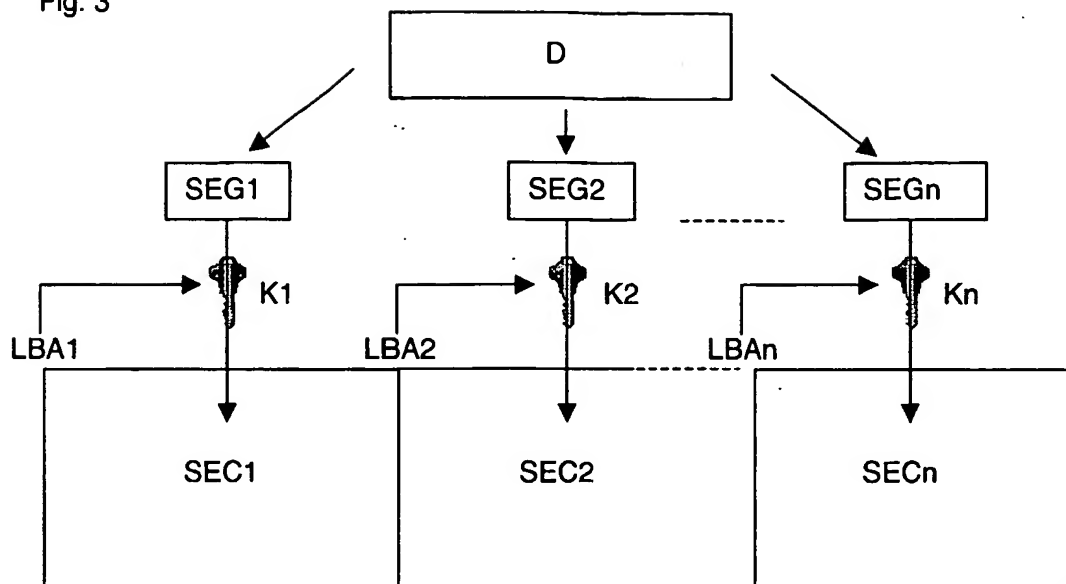 Fig. 3
D
SEG1 SEG2 SEGn
K1 K2 Kn
LBA1 LBA2 LBAn
SEC1 SEC2 SECn